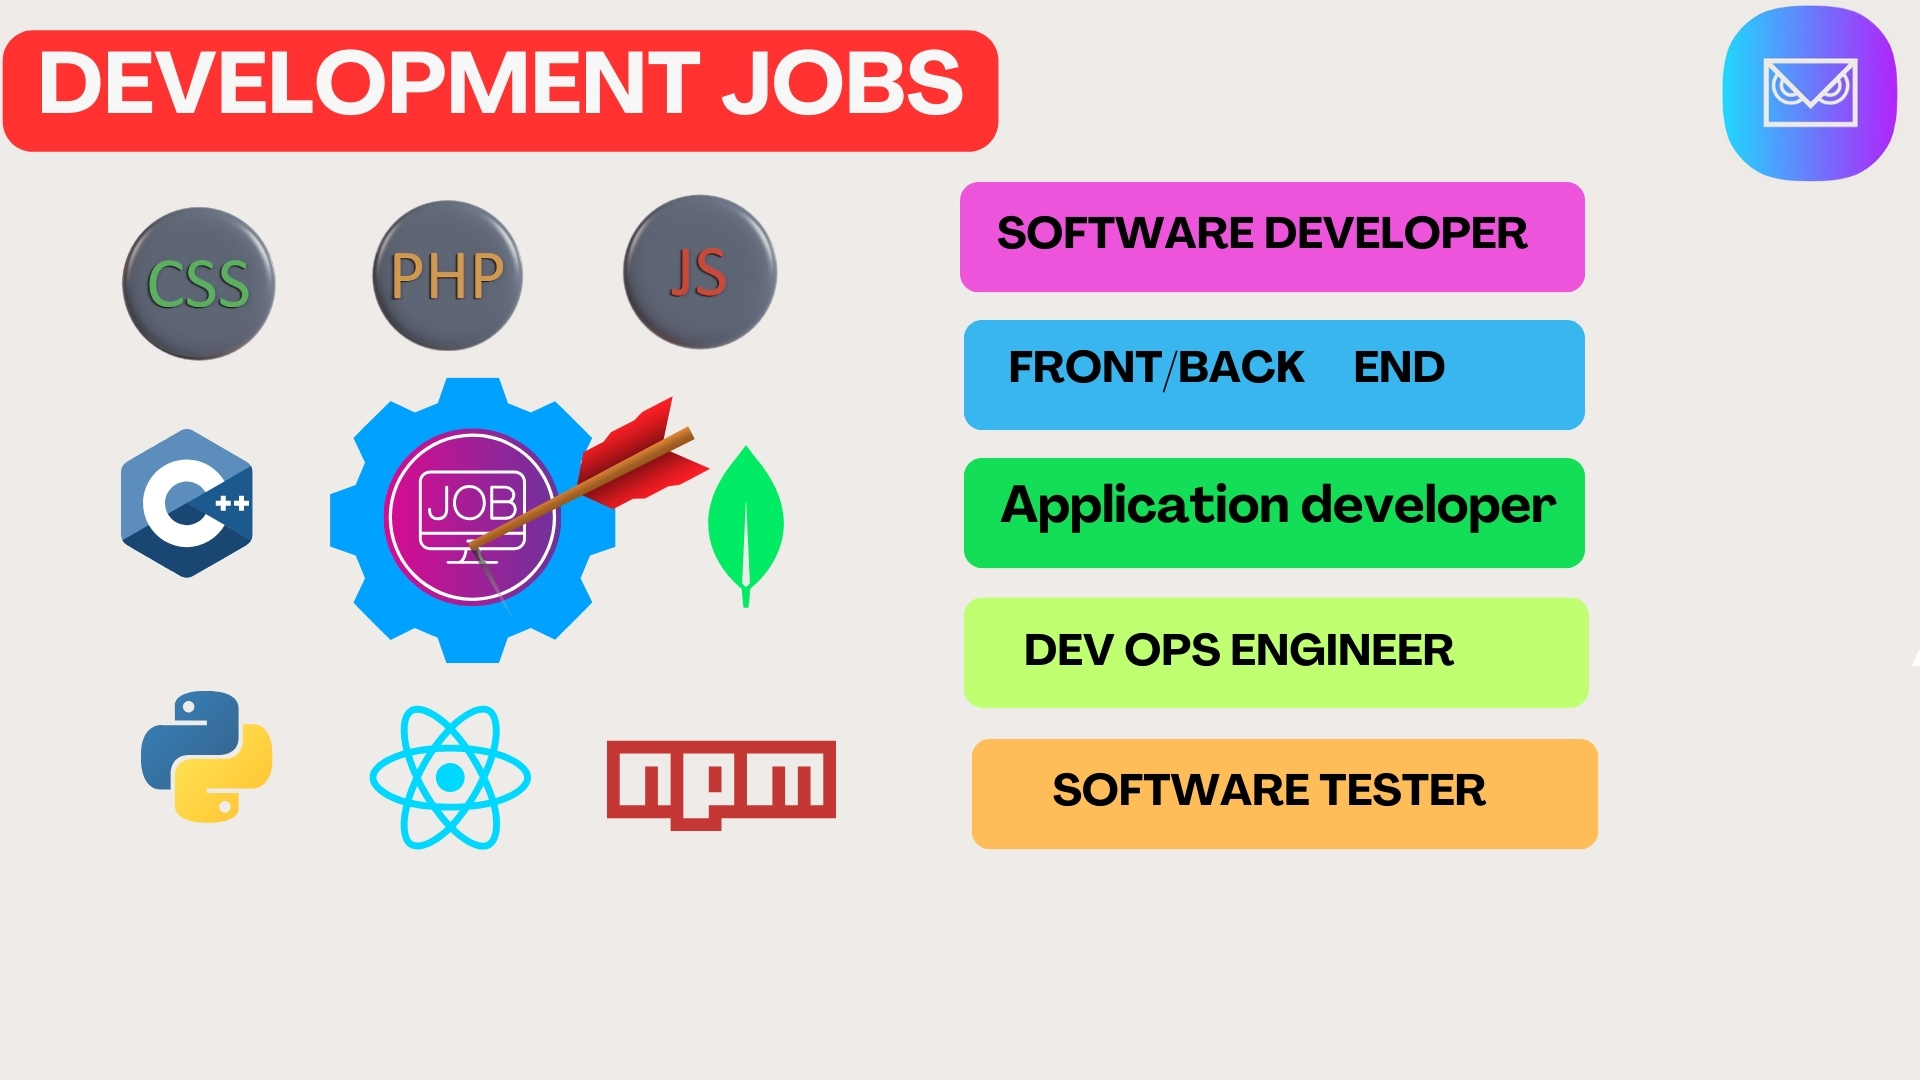 DEVELOPMENT JOBS
CSS
PHP
JS
C++
JOB
npm
SOFTWARE DEVELOPER
FRONT/BACK END
Application developer
DEV OPS ENGINEER
SOFTWARE TESTER